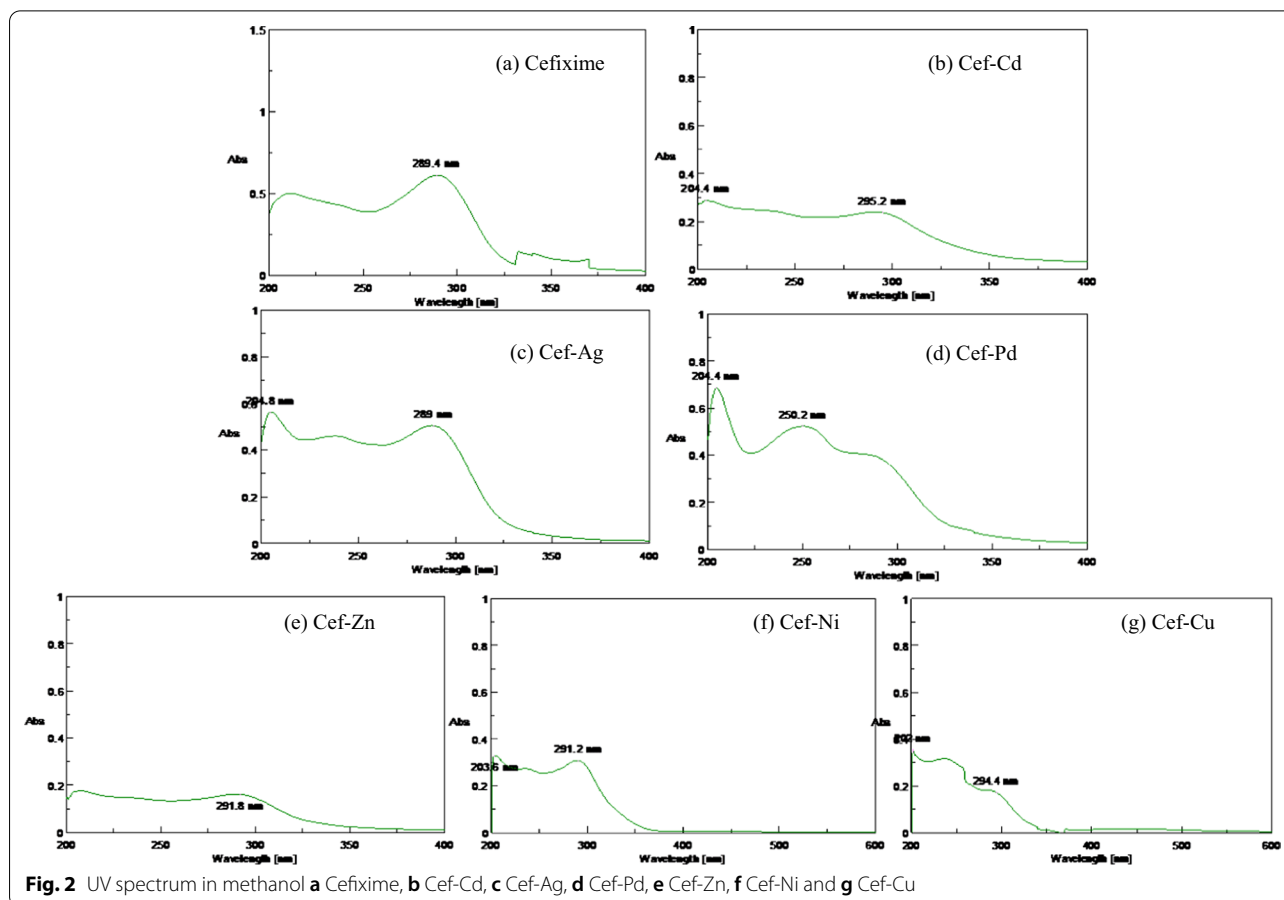 (a) Cefixime
1.5
1
Abs
0.5
0
289.4 nm
200
250
300
350
400
Wavelength [nm]
(b) Cef-Cd
1
0.8
0.6
Abs
0.4
0.2
0
204.4 nm
295.2 nm
200
250
300
350
400
Wavelength [nm]
(c) Cef-Ag
1
0.8
0.6
Abs
0.4
0.2
0
204.8 nm
289 nm
200
250
300
350
400
Wavelength [nm]
(d) Cef-Pd
1
0.8
0.6
Abs
0.4
0.2
0
204.4 nm
250.2 nm
200
250
300
350
400
Wavelength [nm]
(e) Cef-Zn
1
0.8
0.6
Abs
0.4
0.2
0
291.8 nm
200
250
300
350
400
Wavelength [nm]
(f) Cef-Ni
1
0.8
0.6
Abs
0.4
0.2
0
203.6 nm
291.2 nm
200
300
400
500
600
Wavelength [nm]
(g) Cef-Cu
1
0.8
0.6
Abs
0.4
0.2
0
202 nm
294.4 nm
200
300
400
500
600
Wavelength [nm]
Fig. 2 UV spectrum in methanol a Cefixime, b Cef-Cd, c Cef-Ag, d Cef-Pd, e Cef-Zn, f Cef-Ni and g Cef-Cu